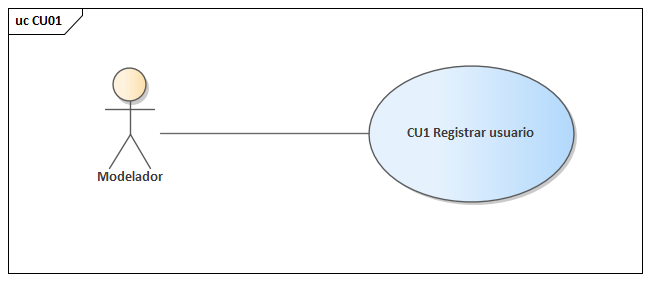 uc CU01
CU1 Registrar usuario
Modelador